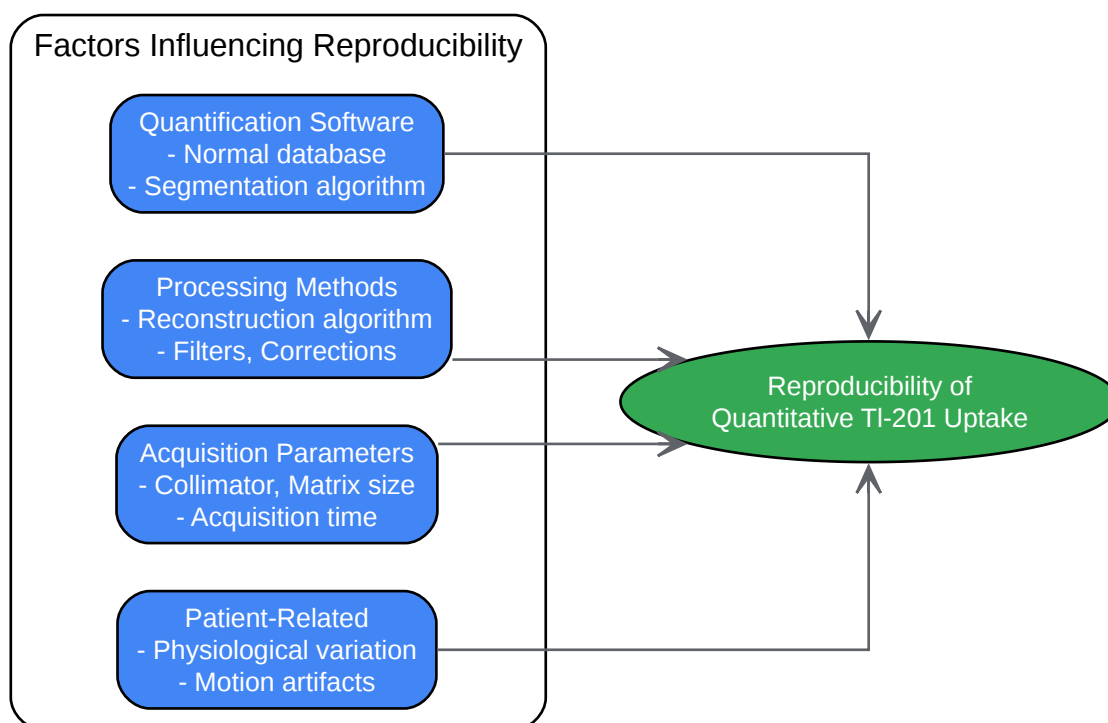 Factors Influencing Reproducibility
Quantification Software
- Normal database
- Segmentation algorithm
Processing Methods
- Reconstruction algorithm
- Filters, Corrections
Acquisition Parameters
- Collimator, Matrix size
- Acquisition time
Patient-Related
- Physiological variation
- Motion artifacts
Reproducibility of
Quantitative Tl-201 Uptake